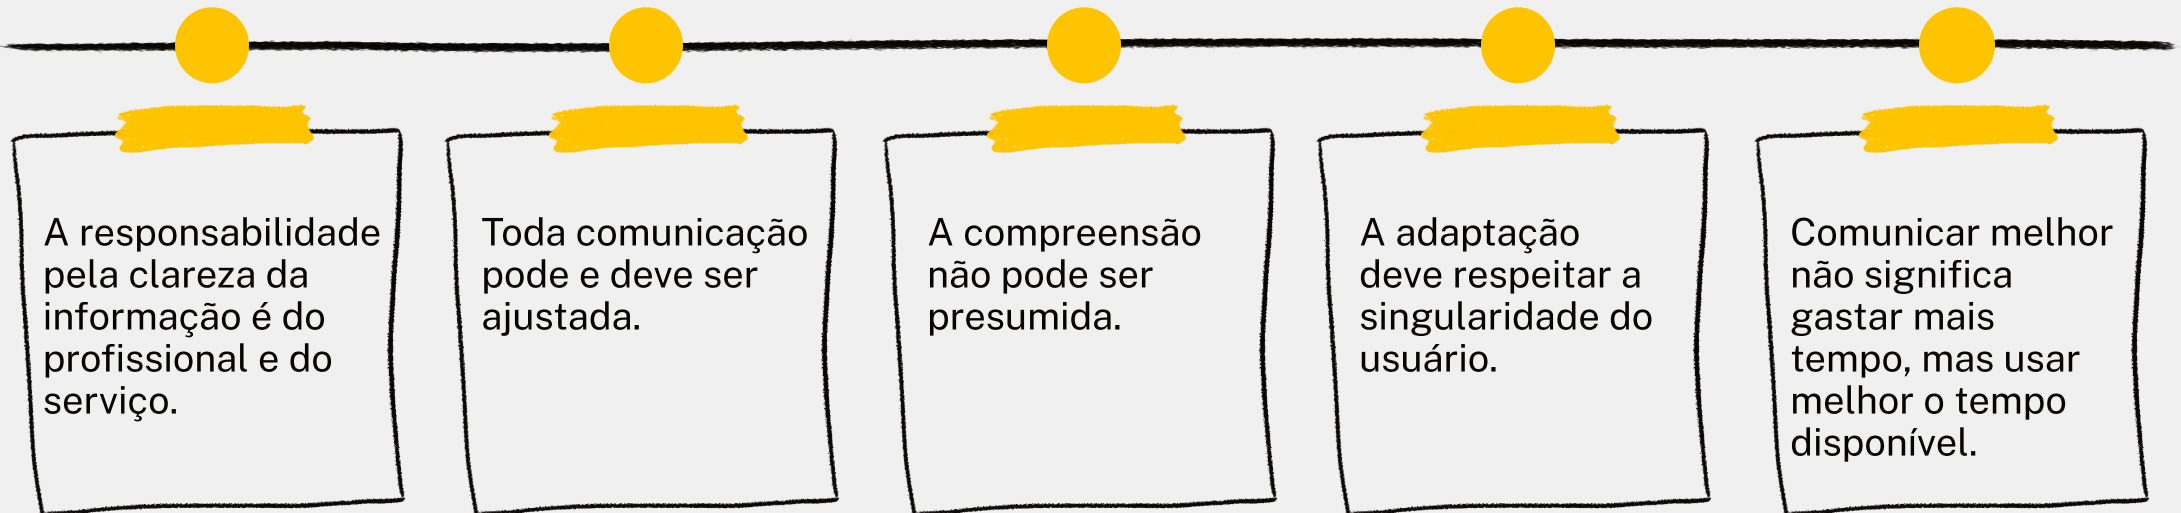 A responsabilidade
pela clareza da
informação é do
profissional e do
serviço.
Toda comunicação
pode e deve ser
ajustada.
A compreensão
não pode ser
presumida.
A adaptação
deve respeitar a
singularidade do
usuário.
Comunicar melhor
não significa
gastar mais
tempo, mas usar
melhor o tempo
disponível.